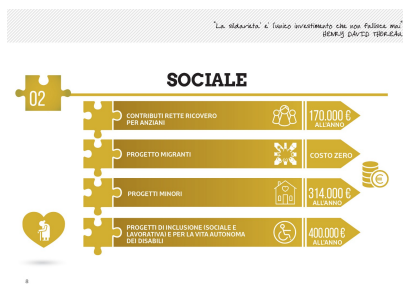 "La solidarieta' e' l'unico investimento che non fallisce mai"
HENRY DAVID THOREAU
02
SOCIALE
CONTRIBUTI RETTE RICOVERO
PER ANZIANI
170.000 €
ALL'ANNO
PROGETTO MIGRANTI
COSTO ZERO
PROGETTI MINORI
314.000 €
ALL'ANNO
PROGETTI DI INCLUSIONE (SOCIALE E
LAVORATIVA) E PER LA VITA AUTONOMA
DEI DISABILI
400.000 €
ALL'ANNO
8